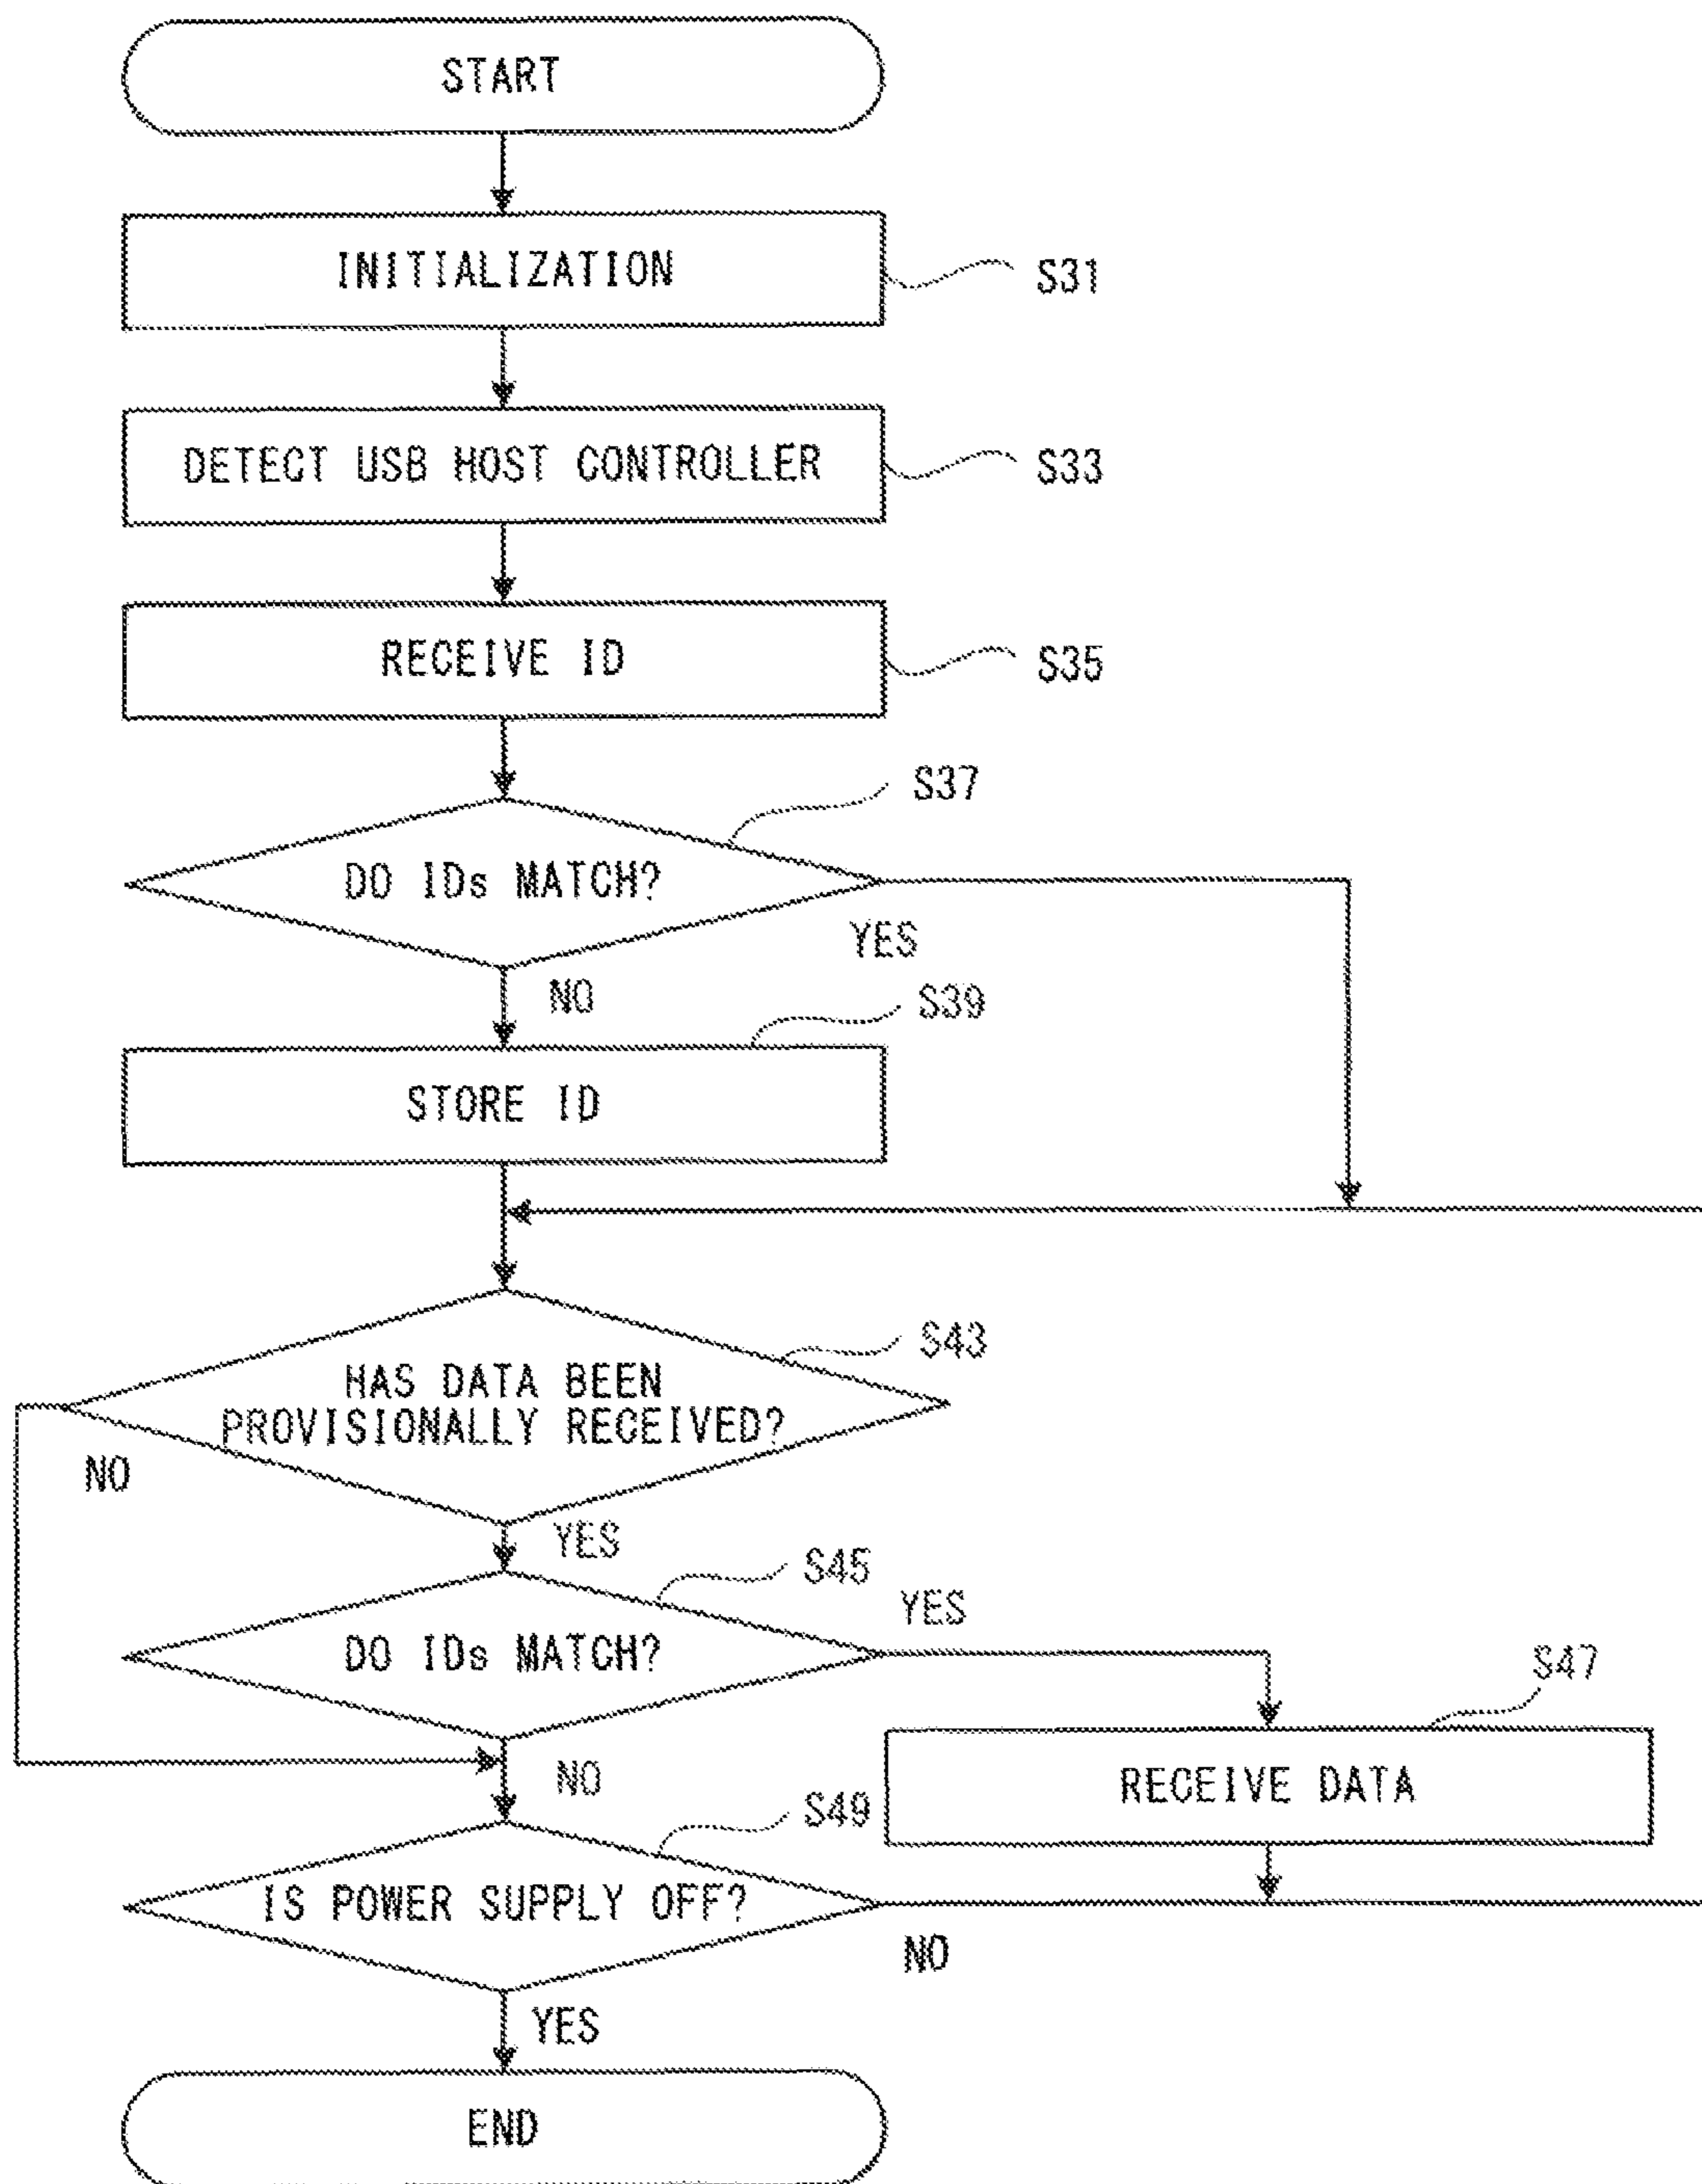 START
INITIALIZATION
S31
DETECT USB HOST CONTROLLER
S33
RECEIVE ID
S35
S37
DO IDs MATCH?
YES
NO
S39
STORE ID
S43
HAS DATA BEEN
PROVISIONALLY RECEIVED?
NO
YES
S45
YES
DO IDs MATCH?
S47
NO
RECEIVE DATA
S49
IS POWER SUPPLY OFF?
NO
YES
END